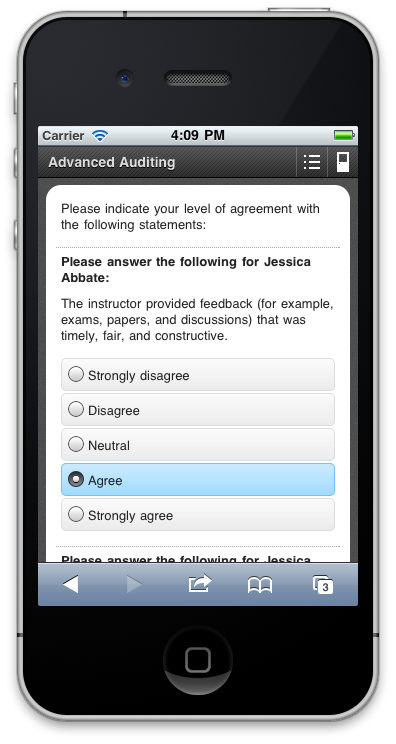 Carrier 4:09 PM
Advanced Auditing
Please indicate your level of agreement with
the following statements:
Please answer the following for Jessica
Abbate:
The instructor provided feedback (for example,
exams, papers, and discussions) that was
timely, fair, and constructive.
Strongly disagree
Disagree
Neutral
Agree
Strongly agree
Please answer the following for Jessica
3